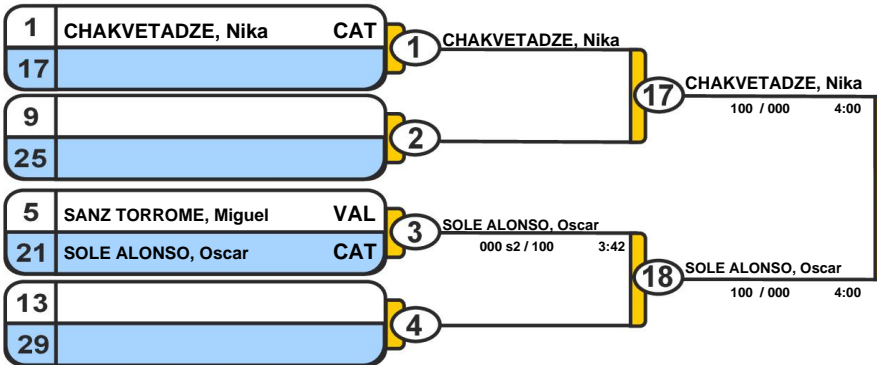 1 CHAKVETADZE, Nika CAT
17
1 CHAKVETADZE, Nika
9
25
2
17 CHAKVETADZE, Nika
100 / 000 4:00
5 SANZ TORROME, Miguel VAL
21 SOLE ALONSO, Oscar CAT
3 SOLE ALONSO, Oscar
000 s2 / 100 3:42
13
29
4
18 SOLE ALONSO, Oscar
100 / 000 4:00